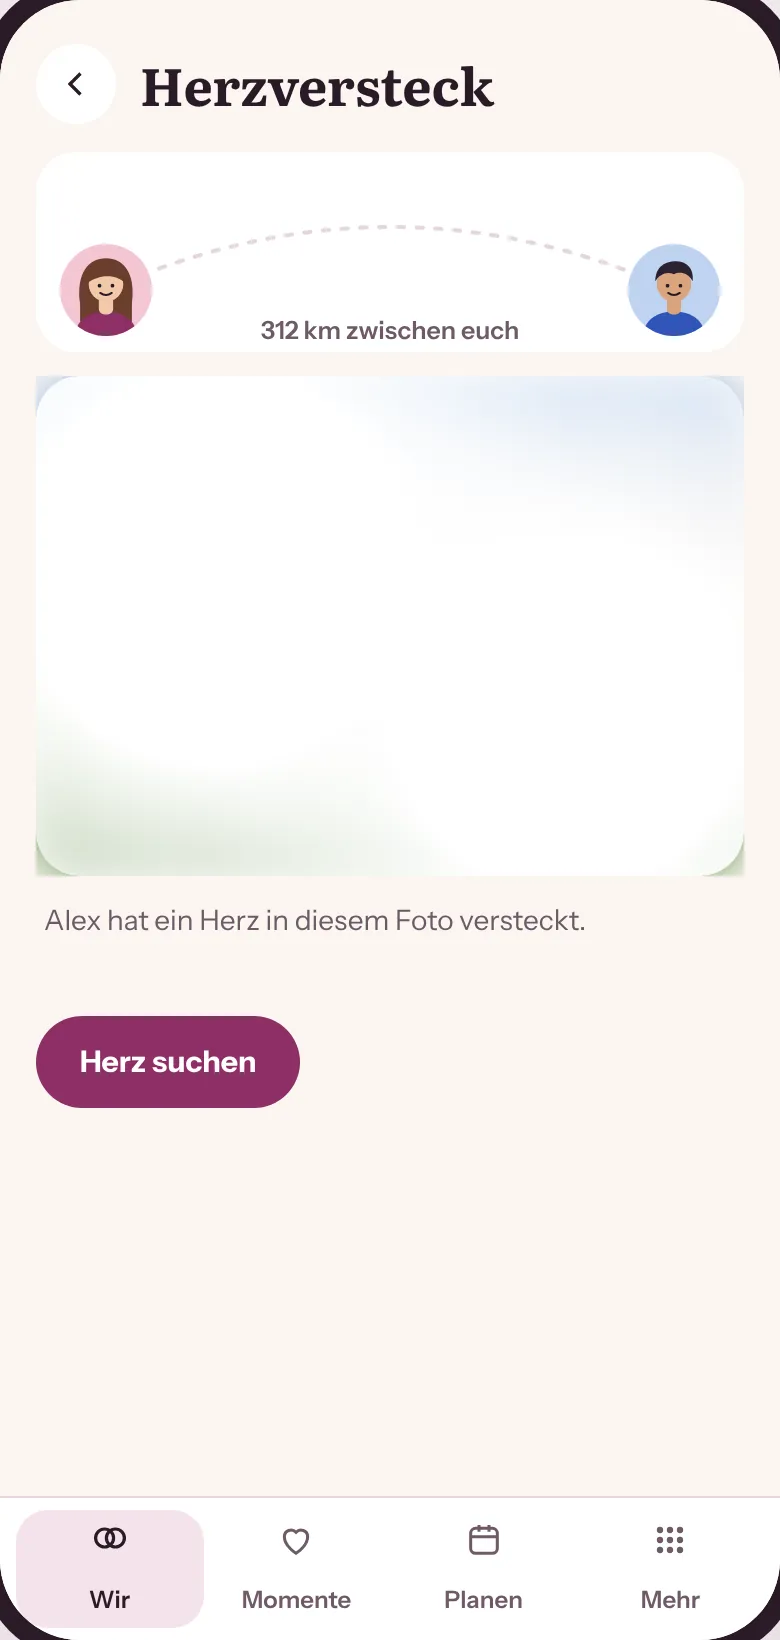 Herzversteck
312 km zwischen euch
Alex hat ein Herz in diesem Foto versteckt.
Herz suchen
Wir
Momente
Planen
Mehr